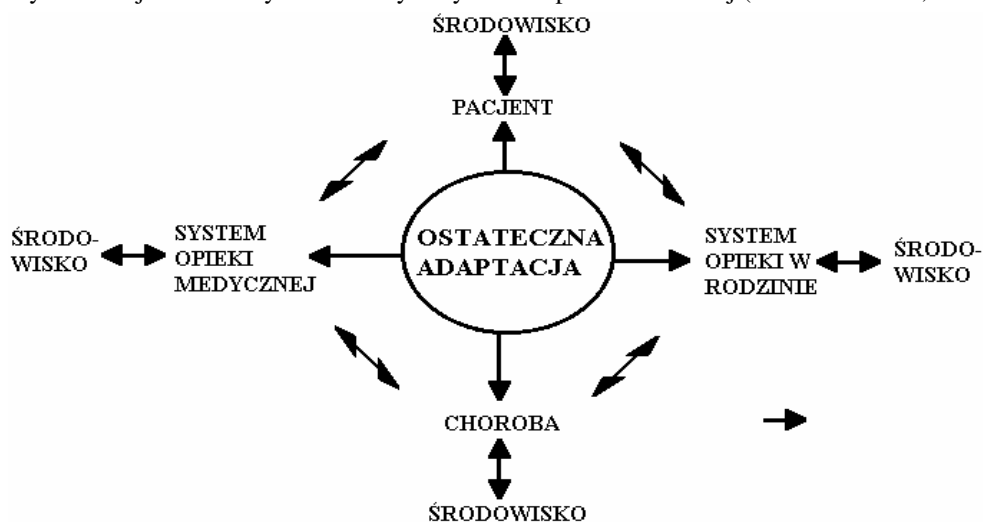 ŚRODOWISKO
PACJENT
ŚRODO-
WISKO
SYSTEM
OPIEKI
MEDYCZNEJ
OSTATECZNA
ADAPTACJA
SYSTEM
OPIEKI W
RODZINIE
ŚRODO-
WISKO
CHOROBA
ŚRODOWISKO